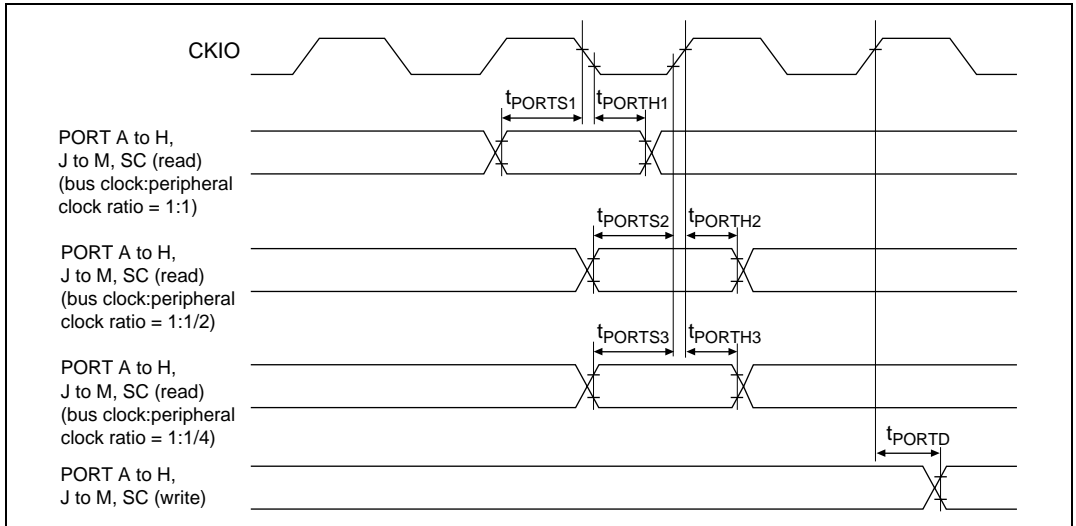 CKIO
tPORTS1 tPORTH1
PORT A to H,
J to M, SC (read)
(bus clock:peripheral
clock ratio = 1:1)
tPORTS2 tPORTH2
PORT A to H,
J to M, SC (read)
(bus clock:peripheral
clock ratio = 1:1/2)
tPORTS3 tPORTH3
PORT A to H,
J to M, SC (read)
(bus clock:peripheral
clock ratio = 1:1/4)
tPORTD
PORT A to H,
J to M, SC (write)